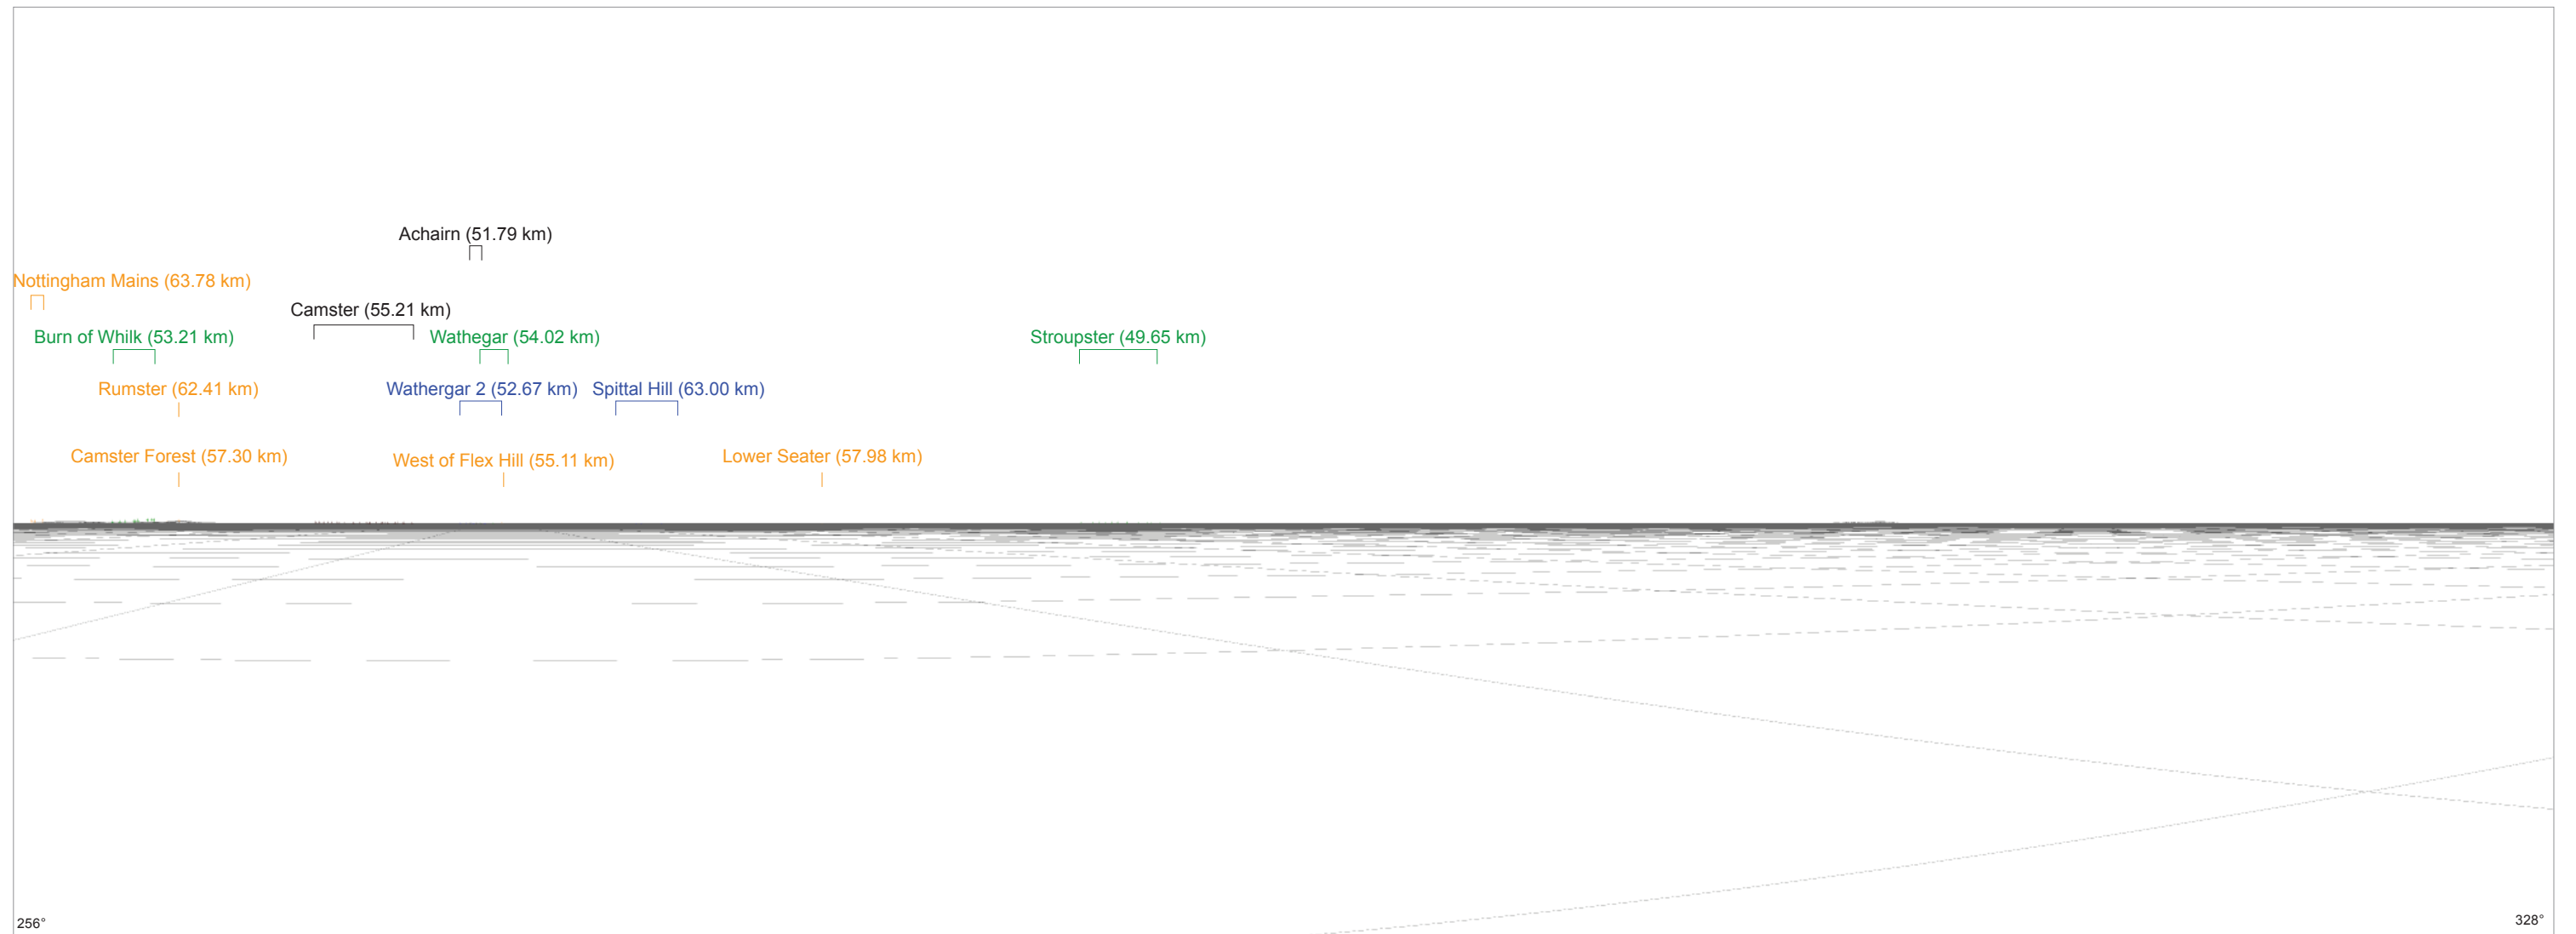 Achairn (51.79 km)
Nottingham Mains (63.78 km)
Camster (55.21 km)
Burn of Whilk (53.21 km)
Wathegar (54.02 km)
Stroupster (49.65 km)
Rumster (62.41 km)
Wathergar 2 (52.67 km)
Spittal Hill (63.00 km)
Camster Forest (57.30 km)
West of Flex Hill (55.11 km)
Lower Seater (57.98 km)
256°
328°